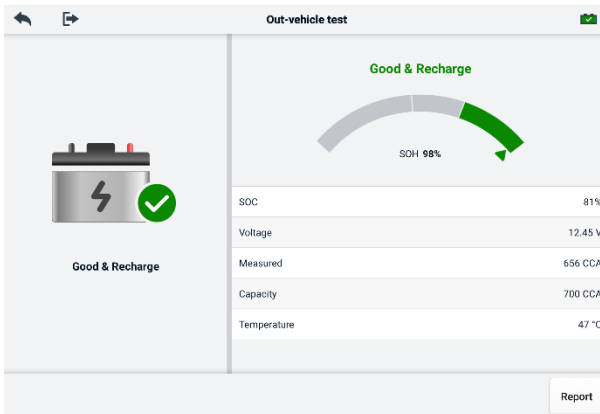 Out-vehicle test
Good & Recharge
Good & Recharge
SOH 98%
SOC 81%
Voltage 12.45 V
Measured 656 CCA
Capacity 700 CCA
Temperature 47 °C
Report